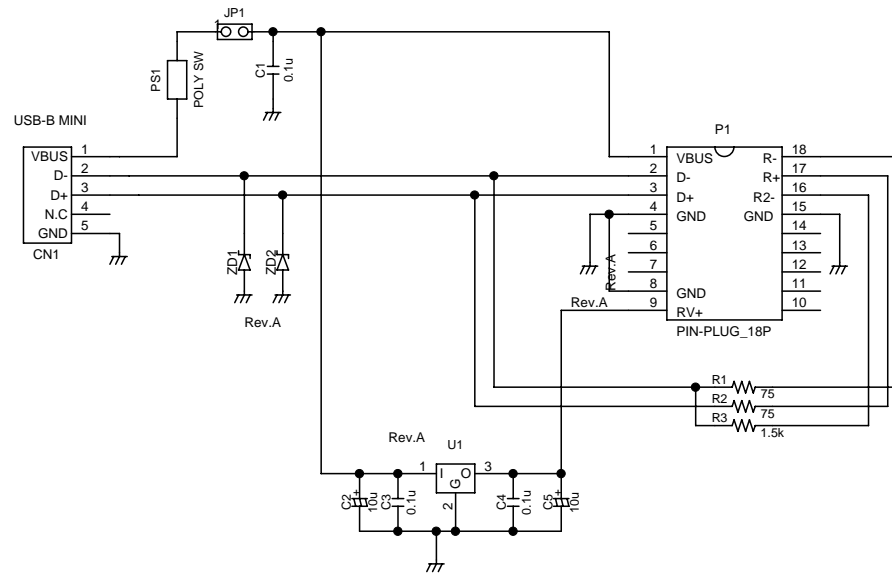 JP1
1
PS1
POLY SW
C1
0.1u
USB-B MINI
VBUS 1
D- 2
D+ 3
N.C 4
GND 5
CN1
ZD1
ZD2
Rev.A
P1
1 VBUS R- 18
2 D- R+ 17
3 D+ R2- 16
4 GND GND 15
5 14
6 13
7 12
8 GND 11
9 RV+ 10
Rev.A
Rev.A
PIN-PLUG_18P
R1 75
R2 75
R3 1.5k
Rev.A
U1
1 I O 3
G
2
C2 + 10u
C3 0.1u
C4 0.1u
C5 + 10u